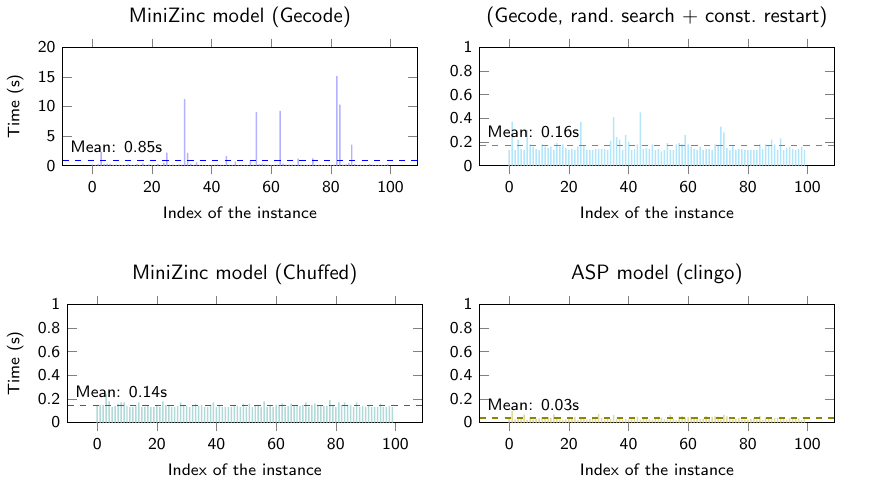 MiniZinc model (Gecode)
Time (s)
20
15
10
5
0
Mean: 0.85s
0 20 40 60 80 100
Index of the instance
(Gecode, rand. search + const. restart)
1
0.8
0.6
0.4
0.2
0
Mean: 0.16s
0 20 40 60 80 100
Index of the instance
MiniZinc model (Chuffed)
Time (s)
1
0.8
0.6
0.4
0.2
0
Mean: 0.14s
0 20 40 60 80 100
Index of the instance
ASP model (clingo)
1
0.8
0.6
0.4
0.2
0
Mean: 0.03s
0 20 40 60 80 100
Index of the instance